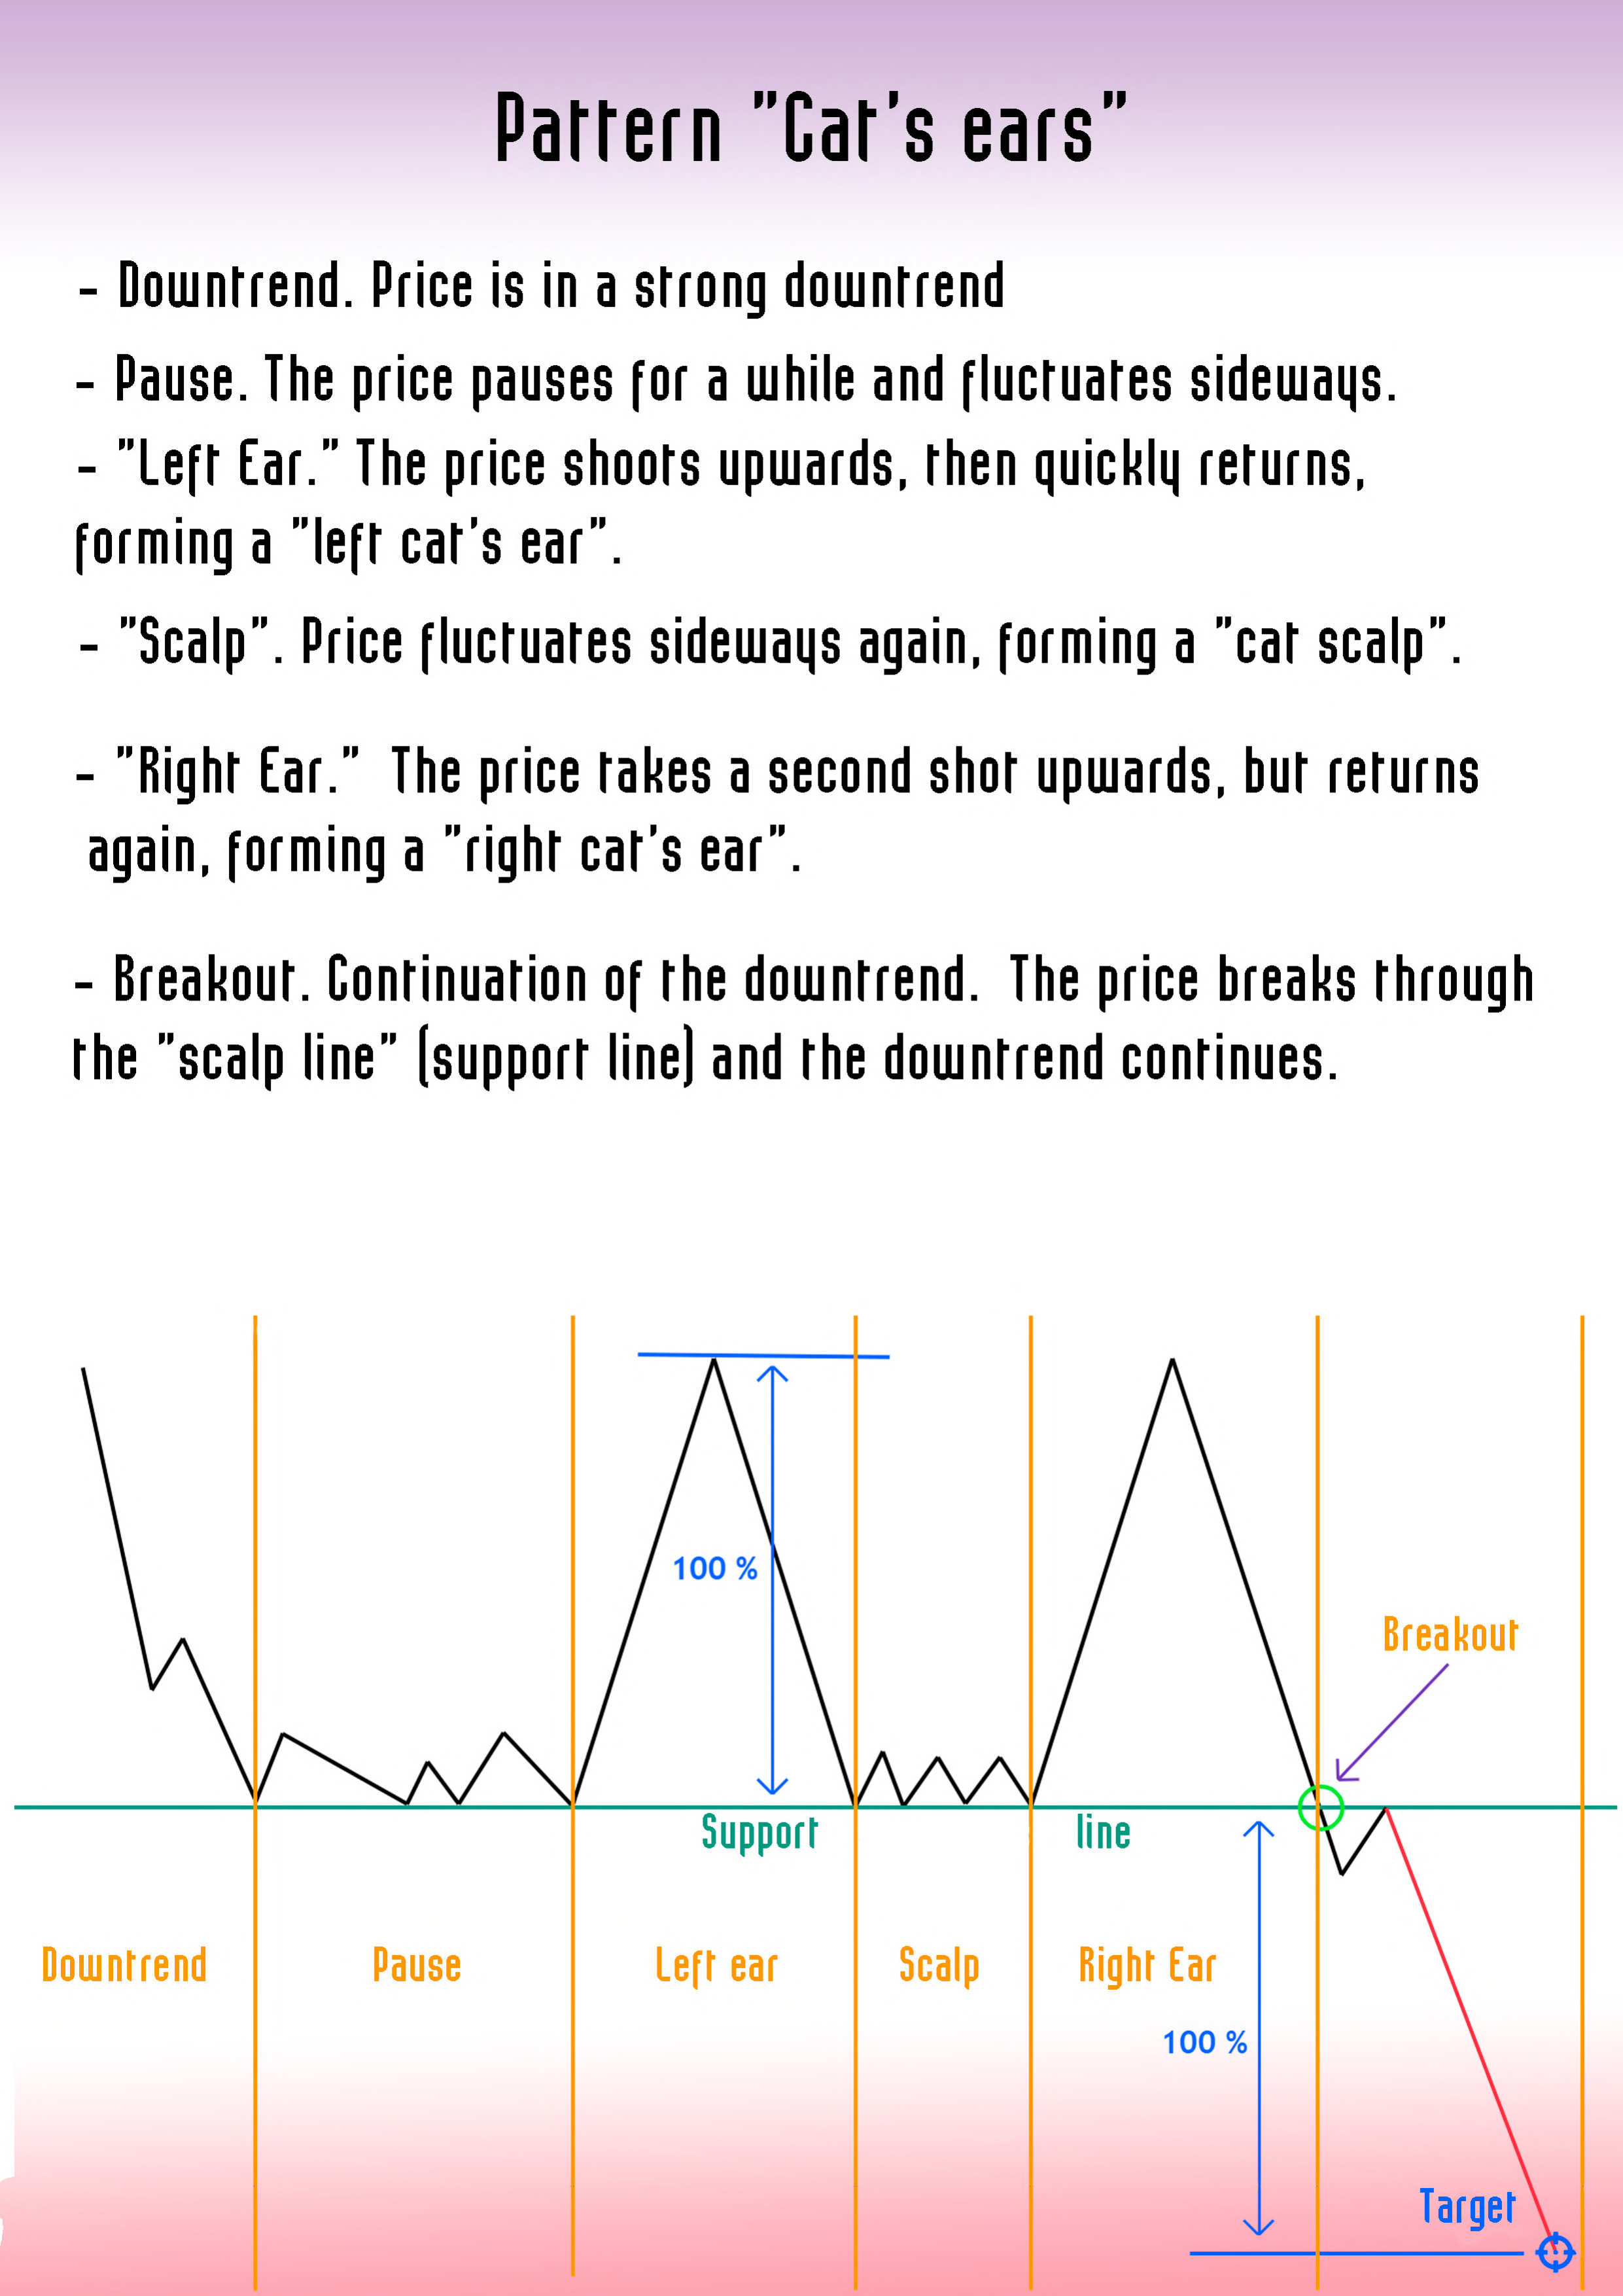 Pattern "Cat's ears"
- Downtrend. Price is in a strong downtrend
- Pause. The price pauses for a while and fluctuates sideways.
- "Left Ear." The price shoots upwards, then quickly returns,
forming a "left cat's ear".
- "Scalp". Price fluctuates sideways again, forming a "cat scalp".
- "Right Ear."  The price takes a second shot upwards, but returns
again, forming a "right cat's ear".
- Breakout. Continuation of the downtrend.  The price breaks through
the "scalp line" (support line) and the downtrend continues.
100 %
Breakout
Support line
Downtrend
Pause
Left ear
Scalp
Right Ear
100 %
Target